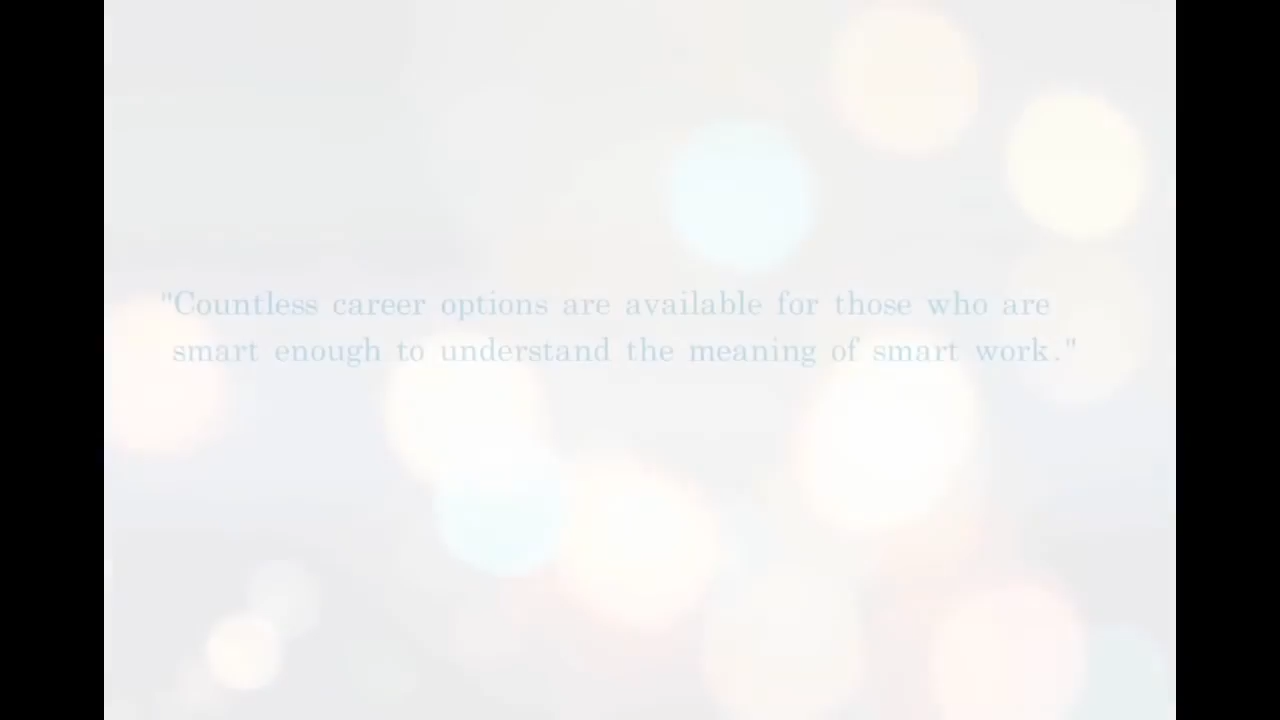 "Countless career options are available for those who are
smart enough to understand the meaning of smart work."